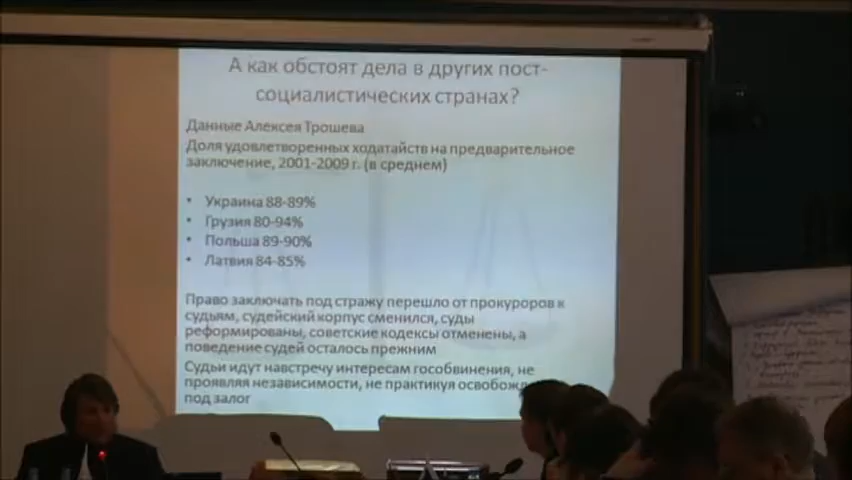 А как обстоят дела в других пост-
социалистических странах?
Данные Алексея Трошева
Доля удовлетворенных ходатайств на предварительное
заключение, 2001-2009 г. (в среднем)
• Украина 88-89%
• Грузия 80-94%
• Польша 89-90%
• Латвия 84-85%
Право заключать под стражу перешло от прокуроров к
судьям, судейский корпус сменился, суды
реформированы, советские кодексы отменены, а
поведение судей осталось прежним
Судьи идут навстречу интересам гособвинения, не
проявляя независимости, не практикуя освобожд
под залог